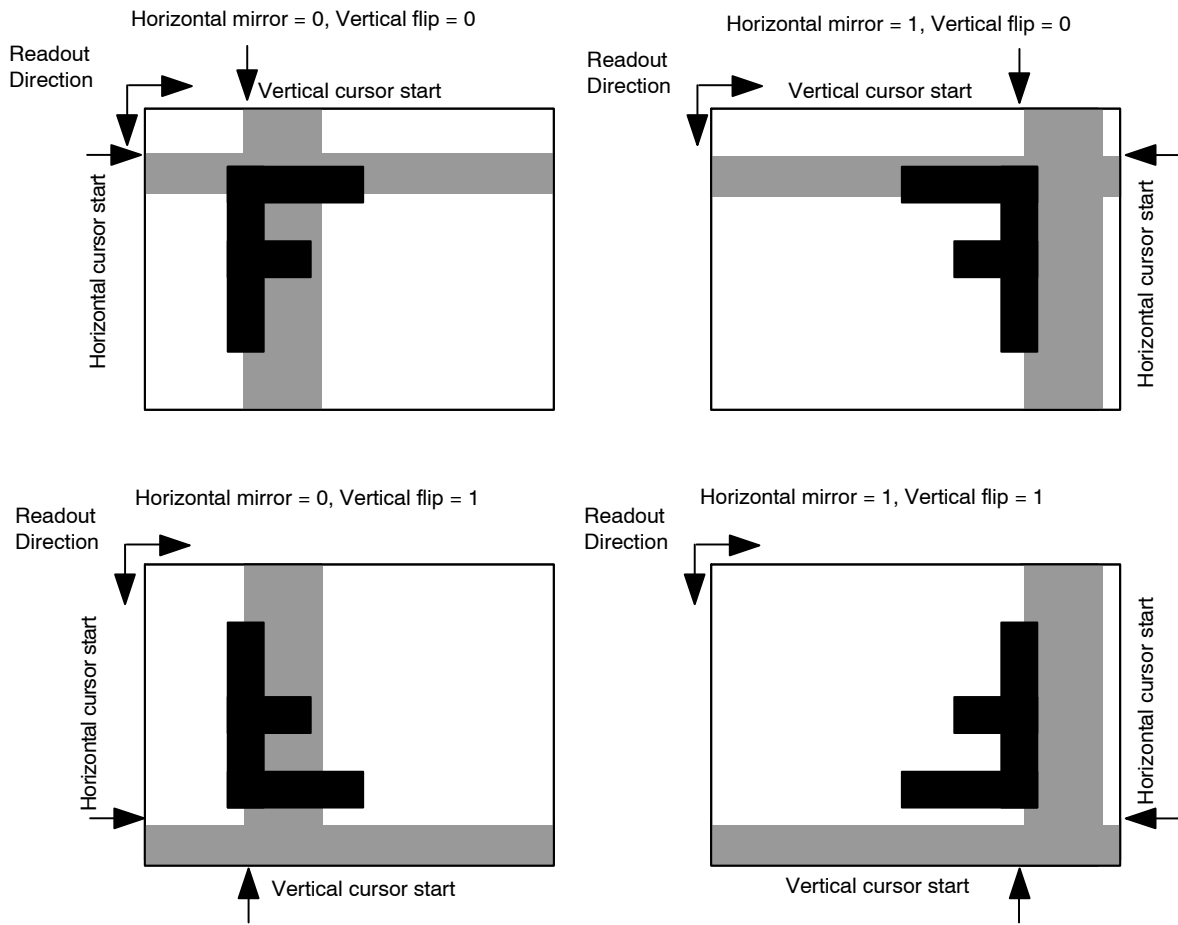 Horizontal mirror = 0, Vertical flip = 0
Readout
Direction
Vertical cursor start
Horizontal cursor start
Horizontal mirror = 1, Vertical flip = 0
Readout
Direction
Vertical cursor start
Horizontal cursor start
Horizontal mirror = 0, Vertical flip = 1
Readout
Direction
Horizontal cursor start
Vertical cursor start
Horizontal mirror = 1, Vertical flip = 1
Readout
Direction
Horizontal cursor start
Vertical cursor start